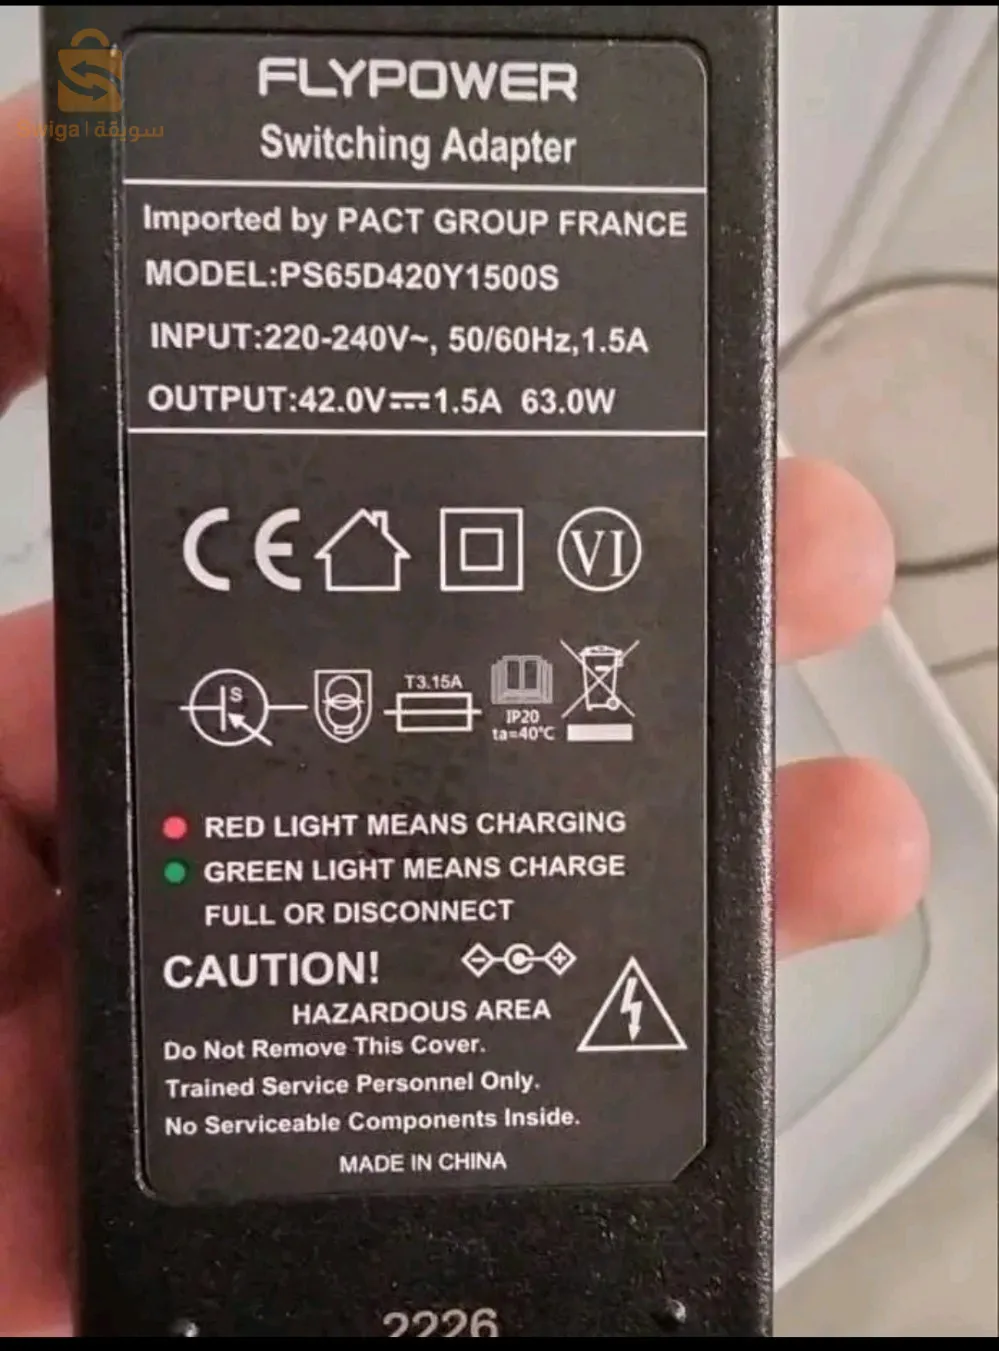 FLYPOWER
Switching Adapter
Swiga | سويقة
Imported by PACT GROUP FRANCE
MODEL:PS65D420Y1500S
INPUT:220-240V~, 50/60Hz,1.5A
OUTPUT:42.0V⎓1.5A 63.0W
CE
VI
S
T3.15A
IP20
ta=40℃
RED LIGHT MEANS CHARGING
GREEN LIGHT MEANS CHARGE
FULL OR DISCONNECT
CAUTION!
HAZARDOUS AREA
Do Not Remove This Cover.
Trained Service Personnel Only.
No Serviceable Components Inside.
MADE IN CHINA
2226